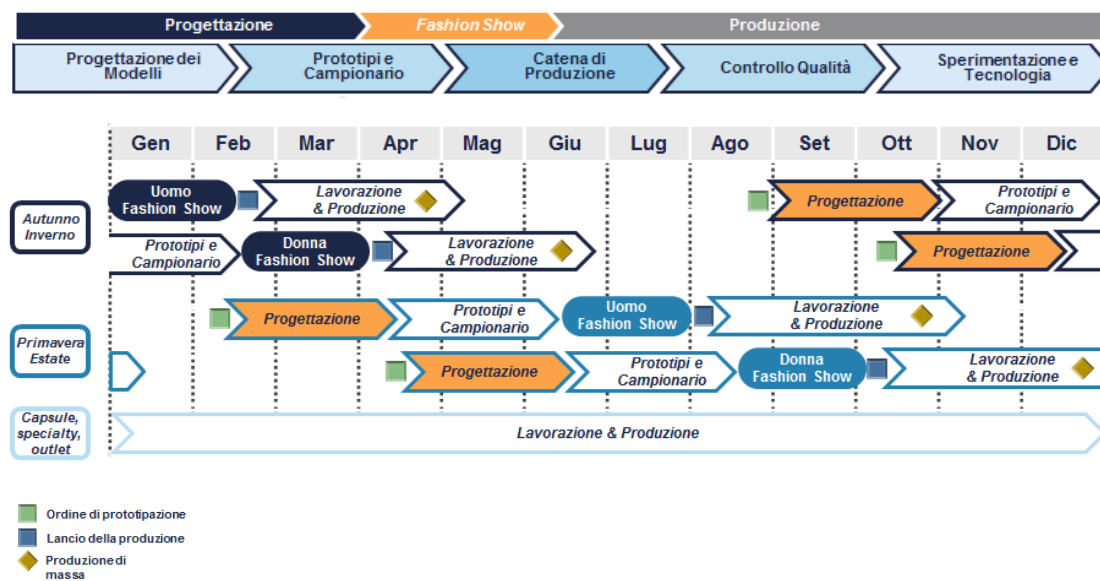 Progettazione
Fashion Show
Produzione
Progettazione dei
Modelli
Prototipi e
Campionario
Catena di
Produzione
Controllo Qualità
Sperimentazione e
Tecnologia
Gen
Feb
Mar
Apr
Mag
Giu
Lug
Ago
Set
Ott
Nov
Dic
Autunno
Inverno
Uomo
Fashion Show
Lavorazione
& Produzione
Progettazione
Prototipi e
Campionario
Prototipi e
Campionario
Donna
Fashion Show
Lavorazione
& Produzione
Progettazione
Primavera
Estate
Progettazione
Prototipi e
Campionario
Uomo
Fashion Show
Lavorazione
& Produzione
Progettazione
Prototipi e
Campionario
Donna
Fashion Show
Lavorazione
& Produzione
Capsule,
specialty,
outlet
Lavorazione & Produzione
Ordine di prototipazione
Lancio della produzione
Produzione di
massa